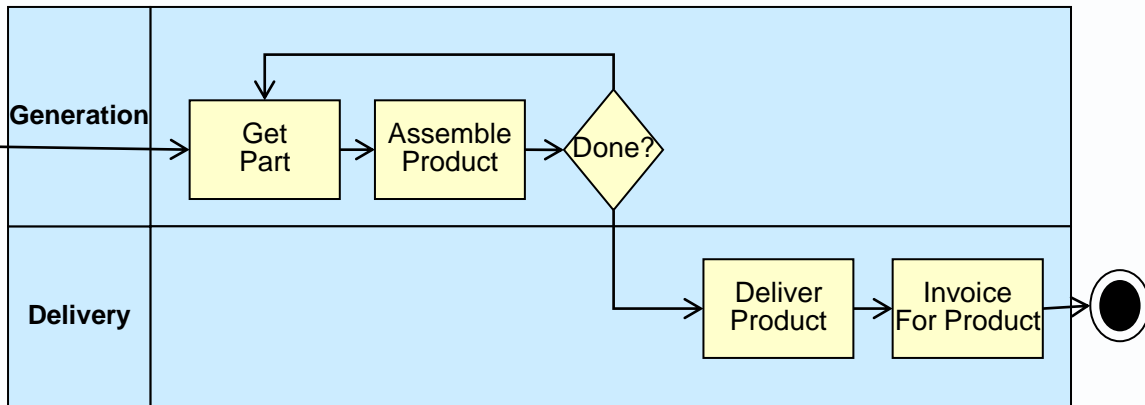 Generation
Get
Part
Assemble
Product
Done?
Delivery
Deliver
Product
Invoice
For Product